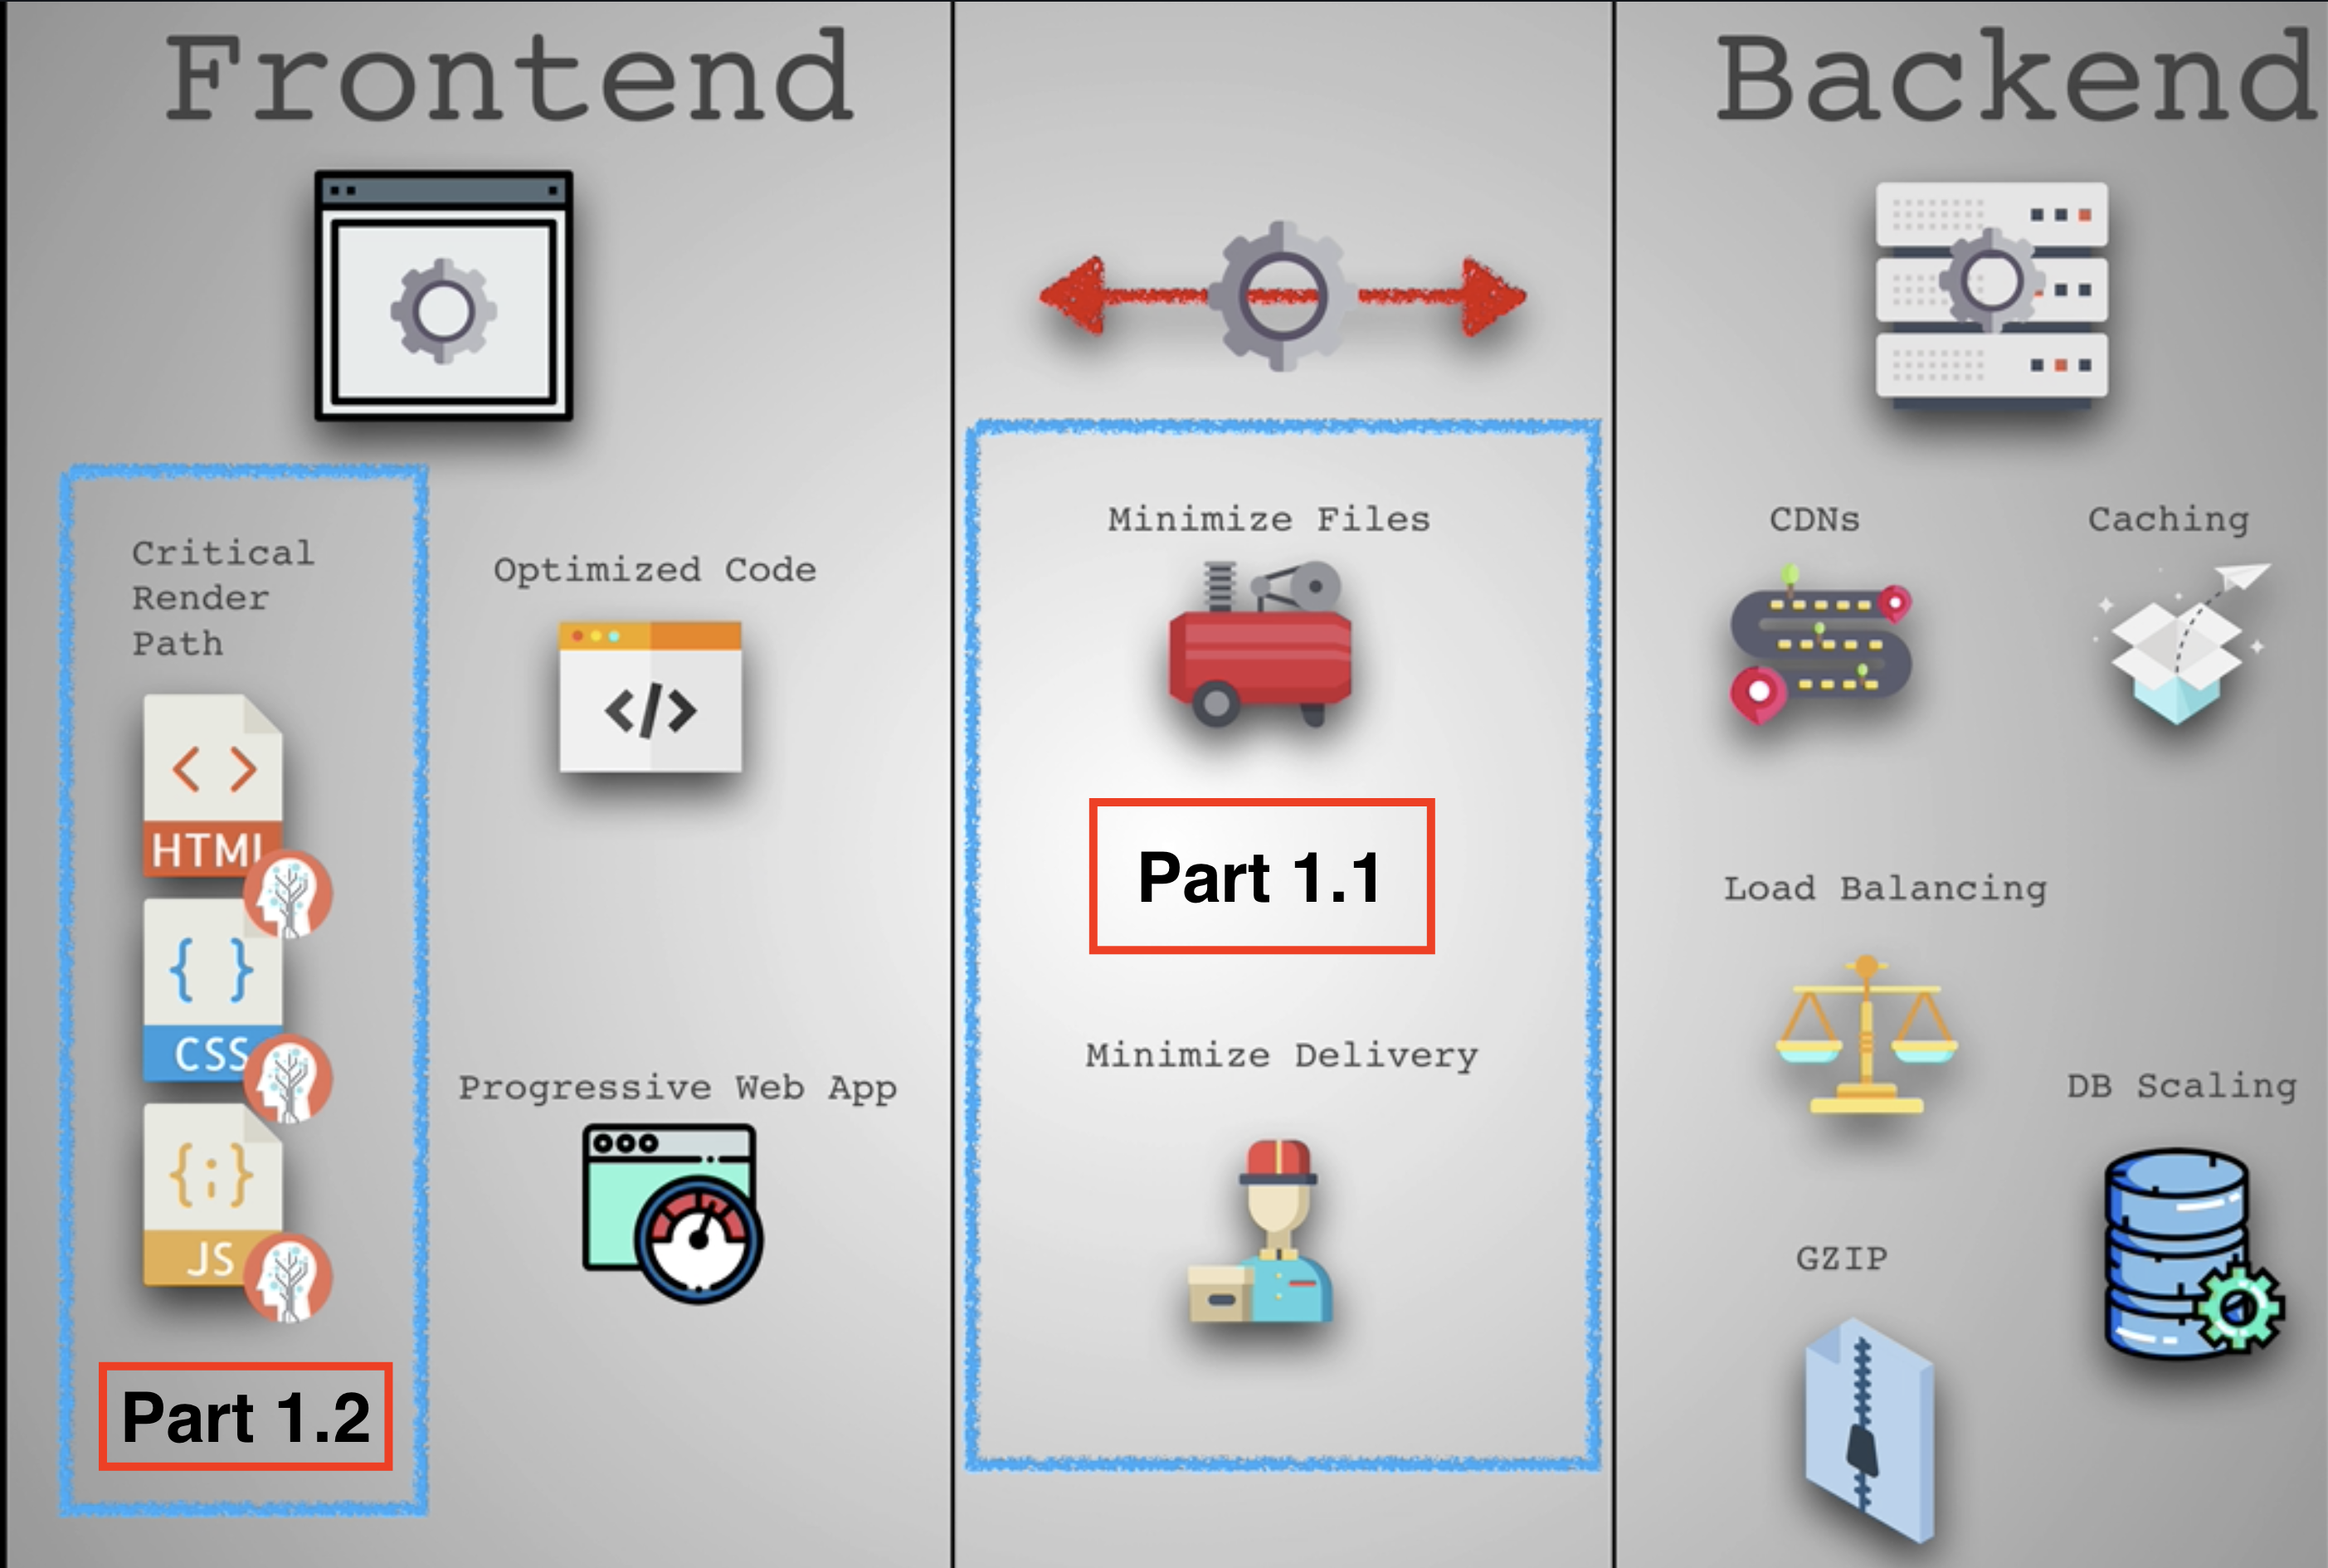 Frontend
Backend
Critical
Render
Path
HTML
CSS
JS
Part 1.2
Optimized Code
</>
Progressive Web App
Minimize Files
Part 1.1
Minimize Delivery
CDNs
Caching
Load Balancing
DB Scaling
GZIP